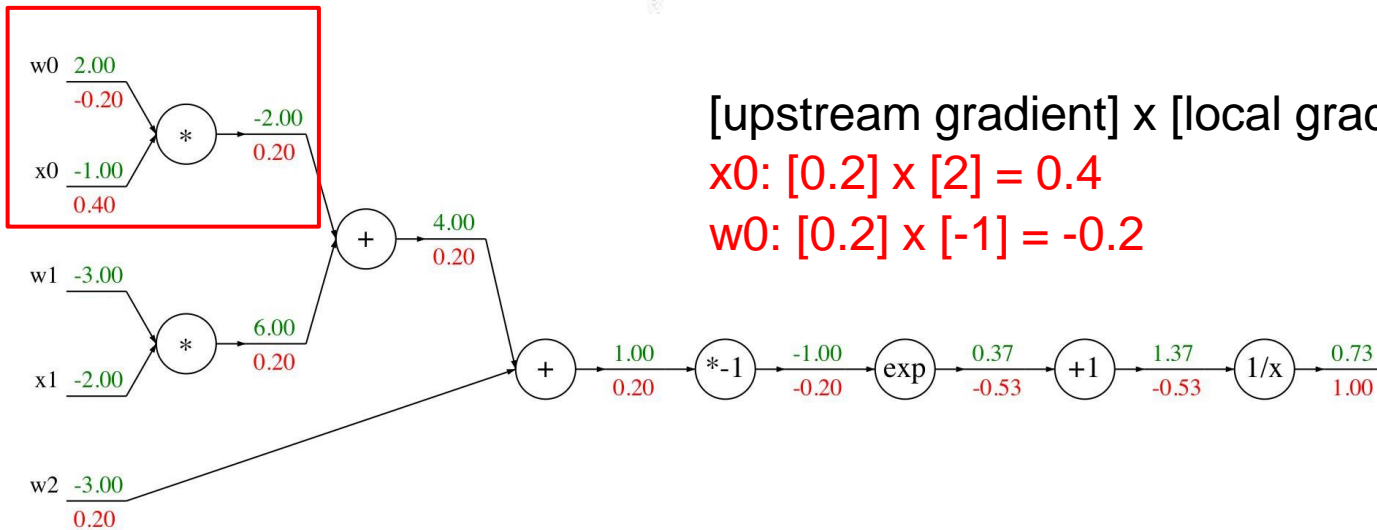 w0 2.00
-0.20
* -2.00
0.20
x0 -1.00
0.40
[upstream gradient] x [local grad
x0: [0.2] x [2] = 0.4
w0: [0.2] x [-1] = -0.2
+ 4.00
0.20
w1 -3.00
* 6.00
0.20
x1 -2.00
+ 1.00 *-1 -1.00 exp 0.37 +1 1.37 1/x 0.73
0.20 -0.20 -0.53 -0.53 1.00
w2 -3.00
0.20